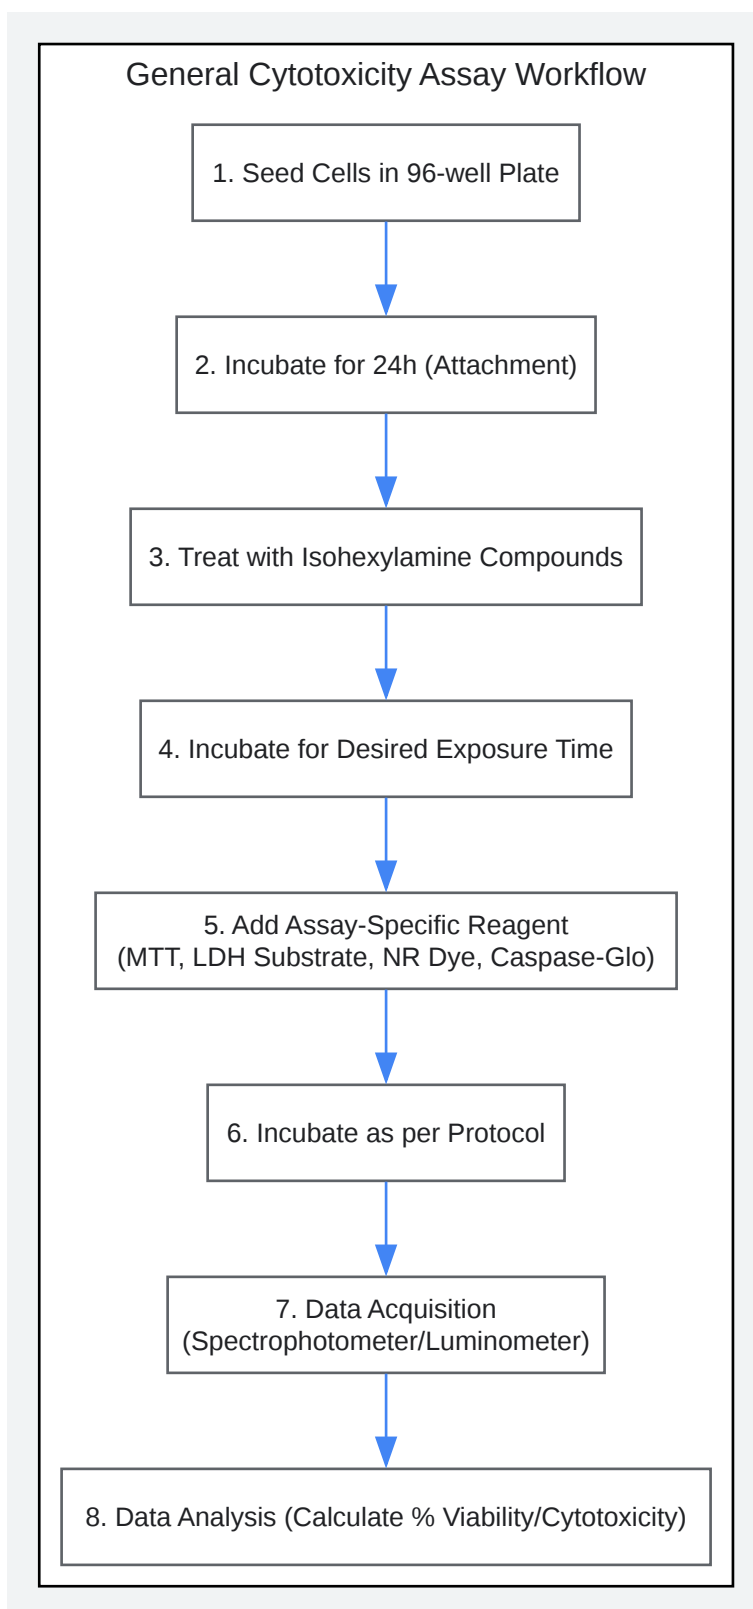 General Cytotoxicity Assay Workflow
1. Seed Cells in 96-well Plate
2. Incubate for 24h (Attachment)
3. Treat with Isohexylamine Compounds
4. Incubate for Desired Exposure Time
5. Add Assay-Specific Reagent
(MTT, LDH Substrate, NR Dye, Caspase-Glo)
6. Incubate as per Protocol
7. Data Acquisition
(Spectrophotometer/Luminometer)
8. Data Analysis (Calculate % Viability/Cytotoxicity)